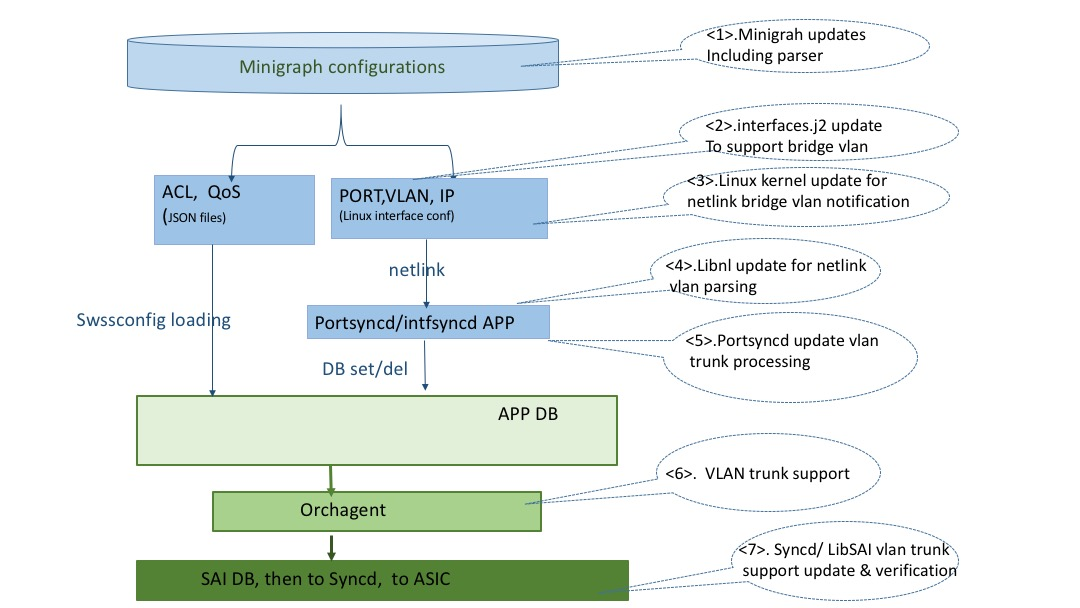 <1>.Minigrah updates
Including parser
Minigraph configurations
<2>.interfaces.j2 update
To support bridge vlan
<3>.Linux kernel update for
netlink bridge vlan notification
ACL, QoS
(JSON files)
PORT,VLAN, IP
(Linux interface conf)
netlink
<4>.Libnl update for netlink
vlan parsing
Swssconfig loading
Portsyncd/intfsyncd APP
<5>.Portsyncd update vlan
trunk processing
DB set/del
APP DB
<6>. VLAN trunk support
Orchagent
<7>. Syncd/ LibSAI vlan trunk
support update & verification
SAI DB, then to Syncd, to ASIC